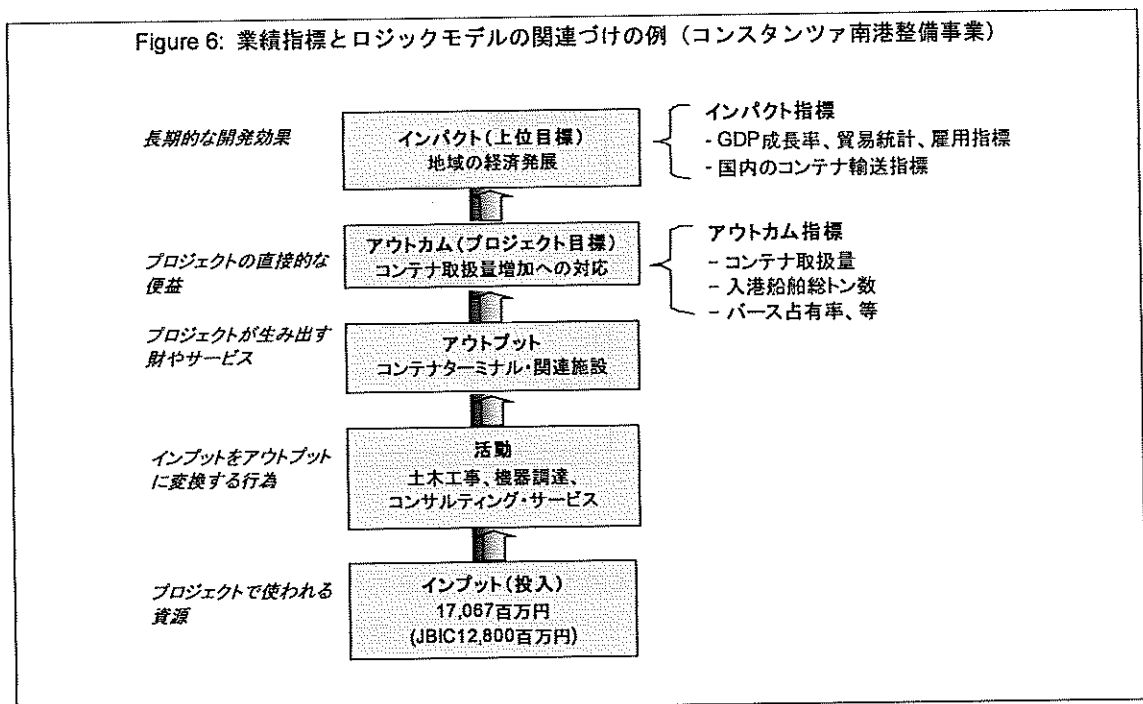 Figure 6: 業績指標とロジックモデルの関連づけの例（コンスタンツァ南港整備事業）
長期的な開発効果
インパクト(上位目標)
地域の経済発展
インパクト指標
- GDP成長率、貿易統計、雇用指標
- 国内のコンテナ輸送指標
プロジェクトの直接的な
便益
アウトカム(プロジェクト目標)
コンテナ取扱量増加への対応
アウトカム指標
- コンテナ取扱量
- 入港船舶総トン数
- バース占有率、等
プロジェクトが生み出す
財やサービス
アウトプット
コンテナターミナル・関連施設
インプットをアウトプット
に変換する行為
活動
土木工事、機器調達、
コンサルティング・サービス
プロジェクトで使われる
資源
インプット(投入)
17,067百万円
(JBIC12,800百万円)